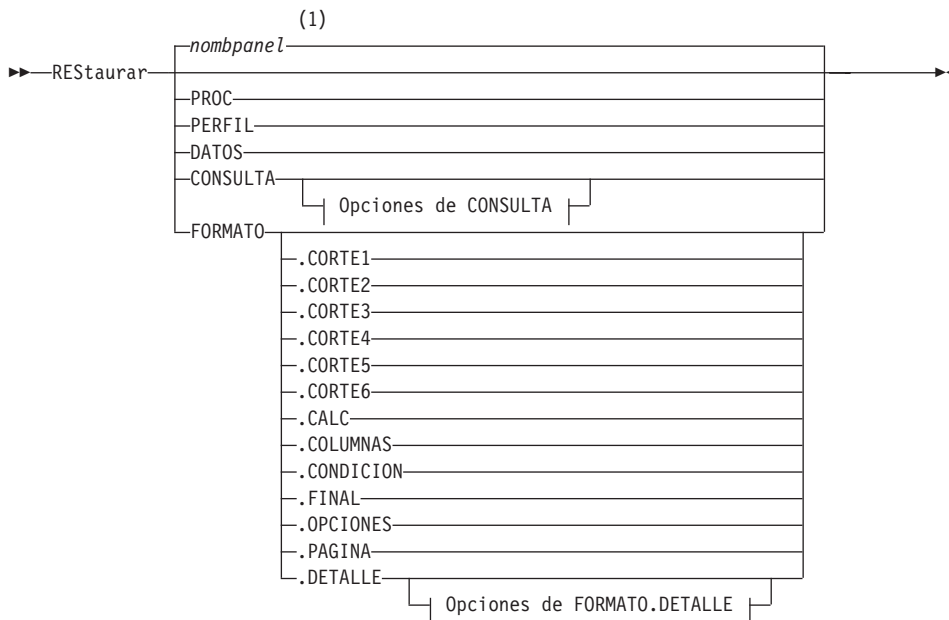 (1)
nombpanel
REStaurar
PROC
PERFIL
DATOS
CONSULTA
Opciones de CONSULTA
FORMATO
.CORTE1
.CORTE2
.CORTE3
.CORTE4
.CORTE5
.CORTE6
.CALC
.COLUMNAS
.CONDICION
.FINAL
.OPCIONES
.PAGINA
.DETALLE
Opciones de FORMATO.DETALLE